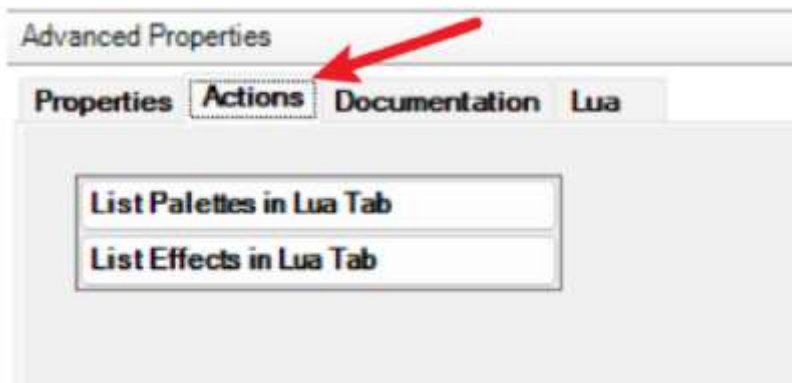 Advanced Properties
Properties Actions Documentation Lua
List Palettes in Lua Tab
List Effects in Lua Tab